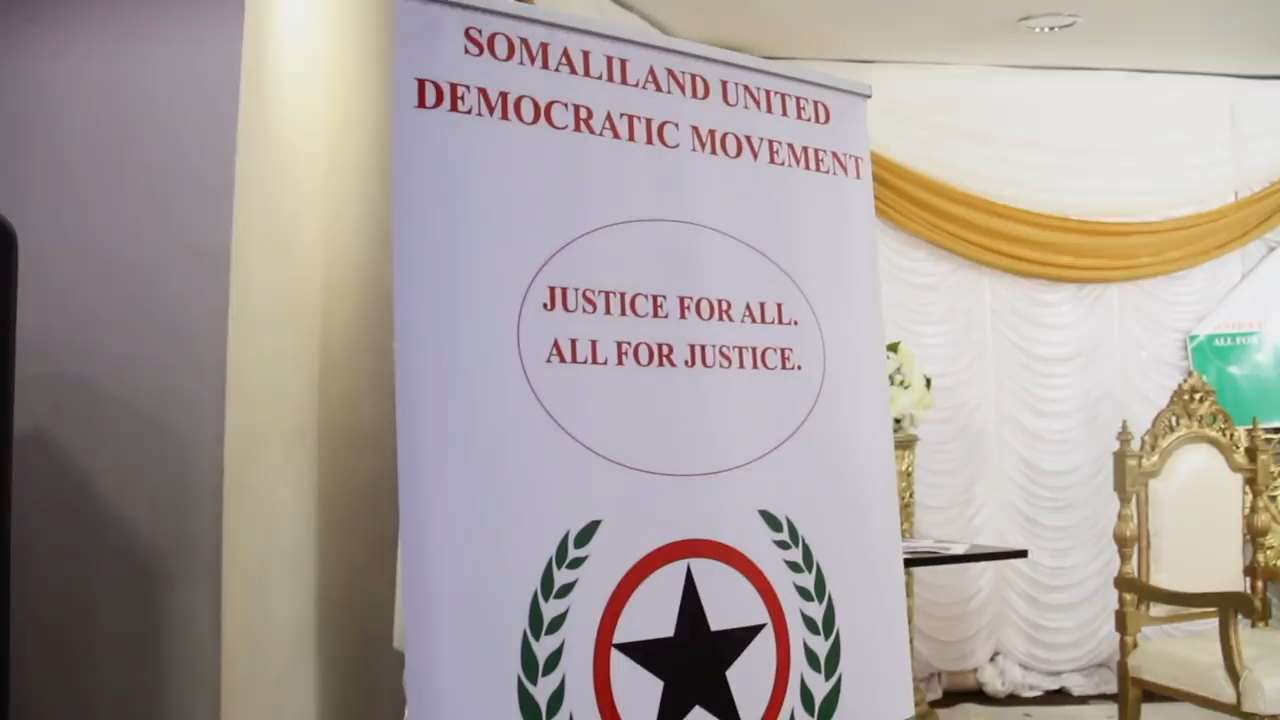 SOMALILAND UNITED
DEMOCRATIC MOVEMENT
JUSTICE FOR ALL.
ALL FOR JUSTICE.
ALL FOR